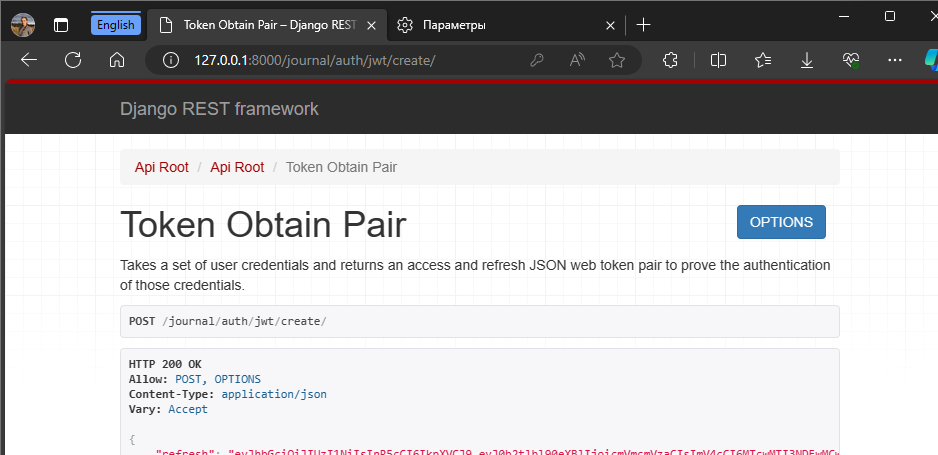 English
Token Obtain Pair – Django REST
Параметры
127.0.0.1:8000/journal/auth/jwt/create/
Django REST framework
Api Root / Api Root / Token Obtain Pair
Token Obtain Pair
OPTIONS
Takes a set of user credentials and returns an access and refresh JSON web token pair to prove the authentication
of those credentials.
POST /journal/auth/jwt/create/
HTTP 200 OK
Allow: POST, OPTIONS
Content-Type: application/json
Vary: Accept
{
"refresh":